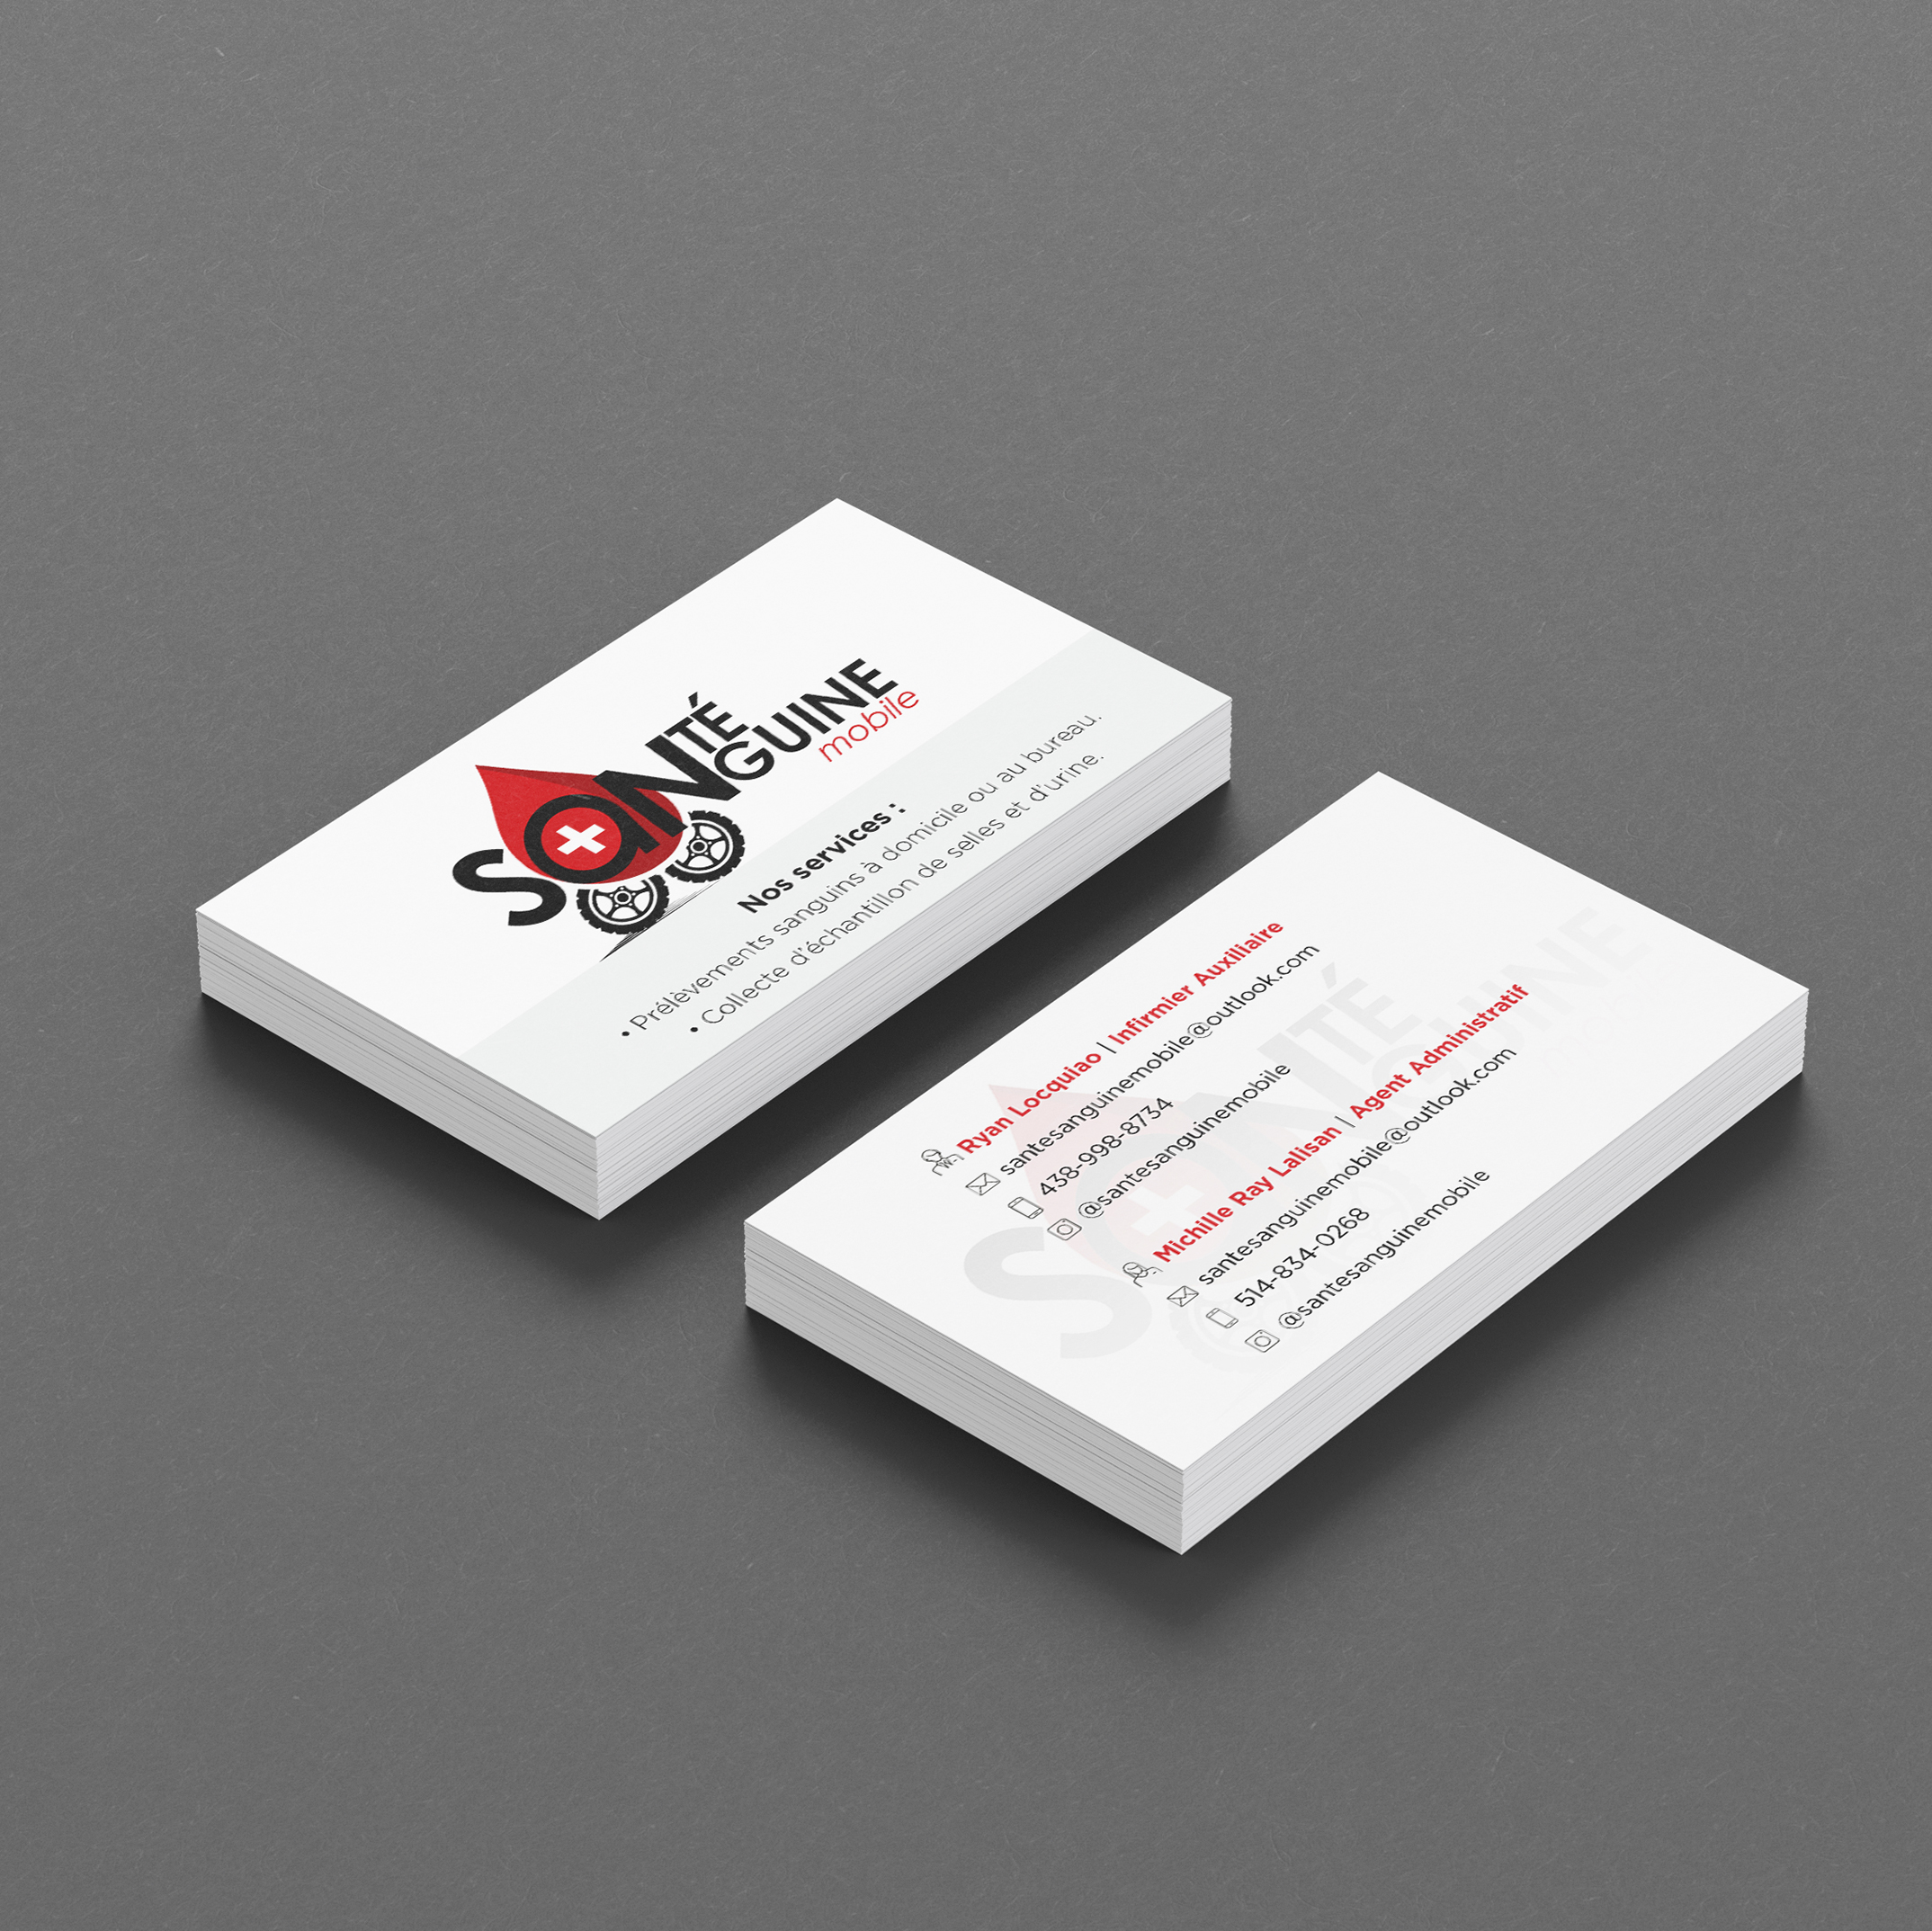 SANTÉ
SANGUINE
mobile
Nos services :
• Prélèvements sanguins à domicile ou au bureau.
• Collecte d'échantillon de selles et d'urine.
Ryan Locquiao | Infirmier Auxiliaire
santesanguinemobile@outlook.com
438-998-8734
@santesanguinemobile
Michille Ray Lalisan | Agent Administratif
santesanguinemobile@outlook.com
514-834-0268
@santesanguinemobile